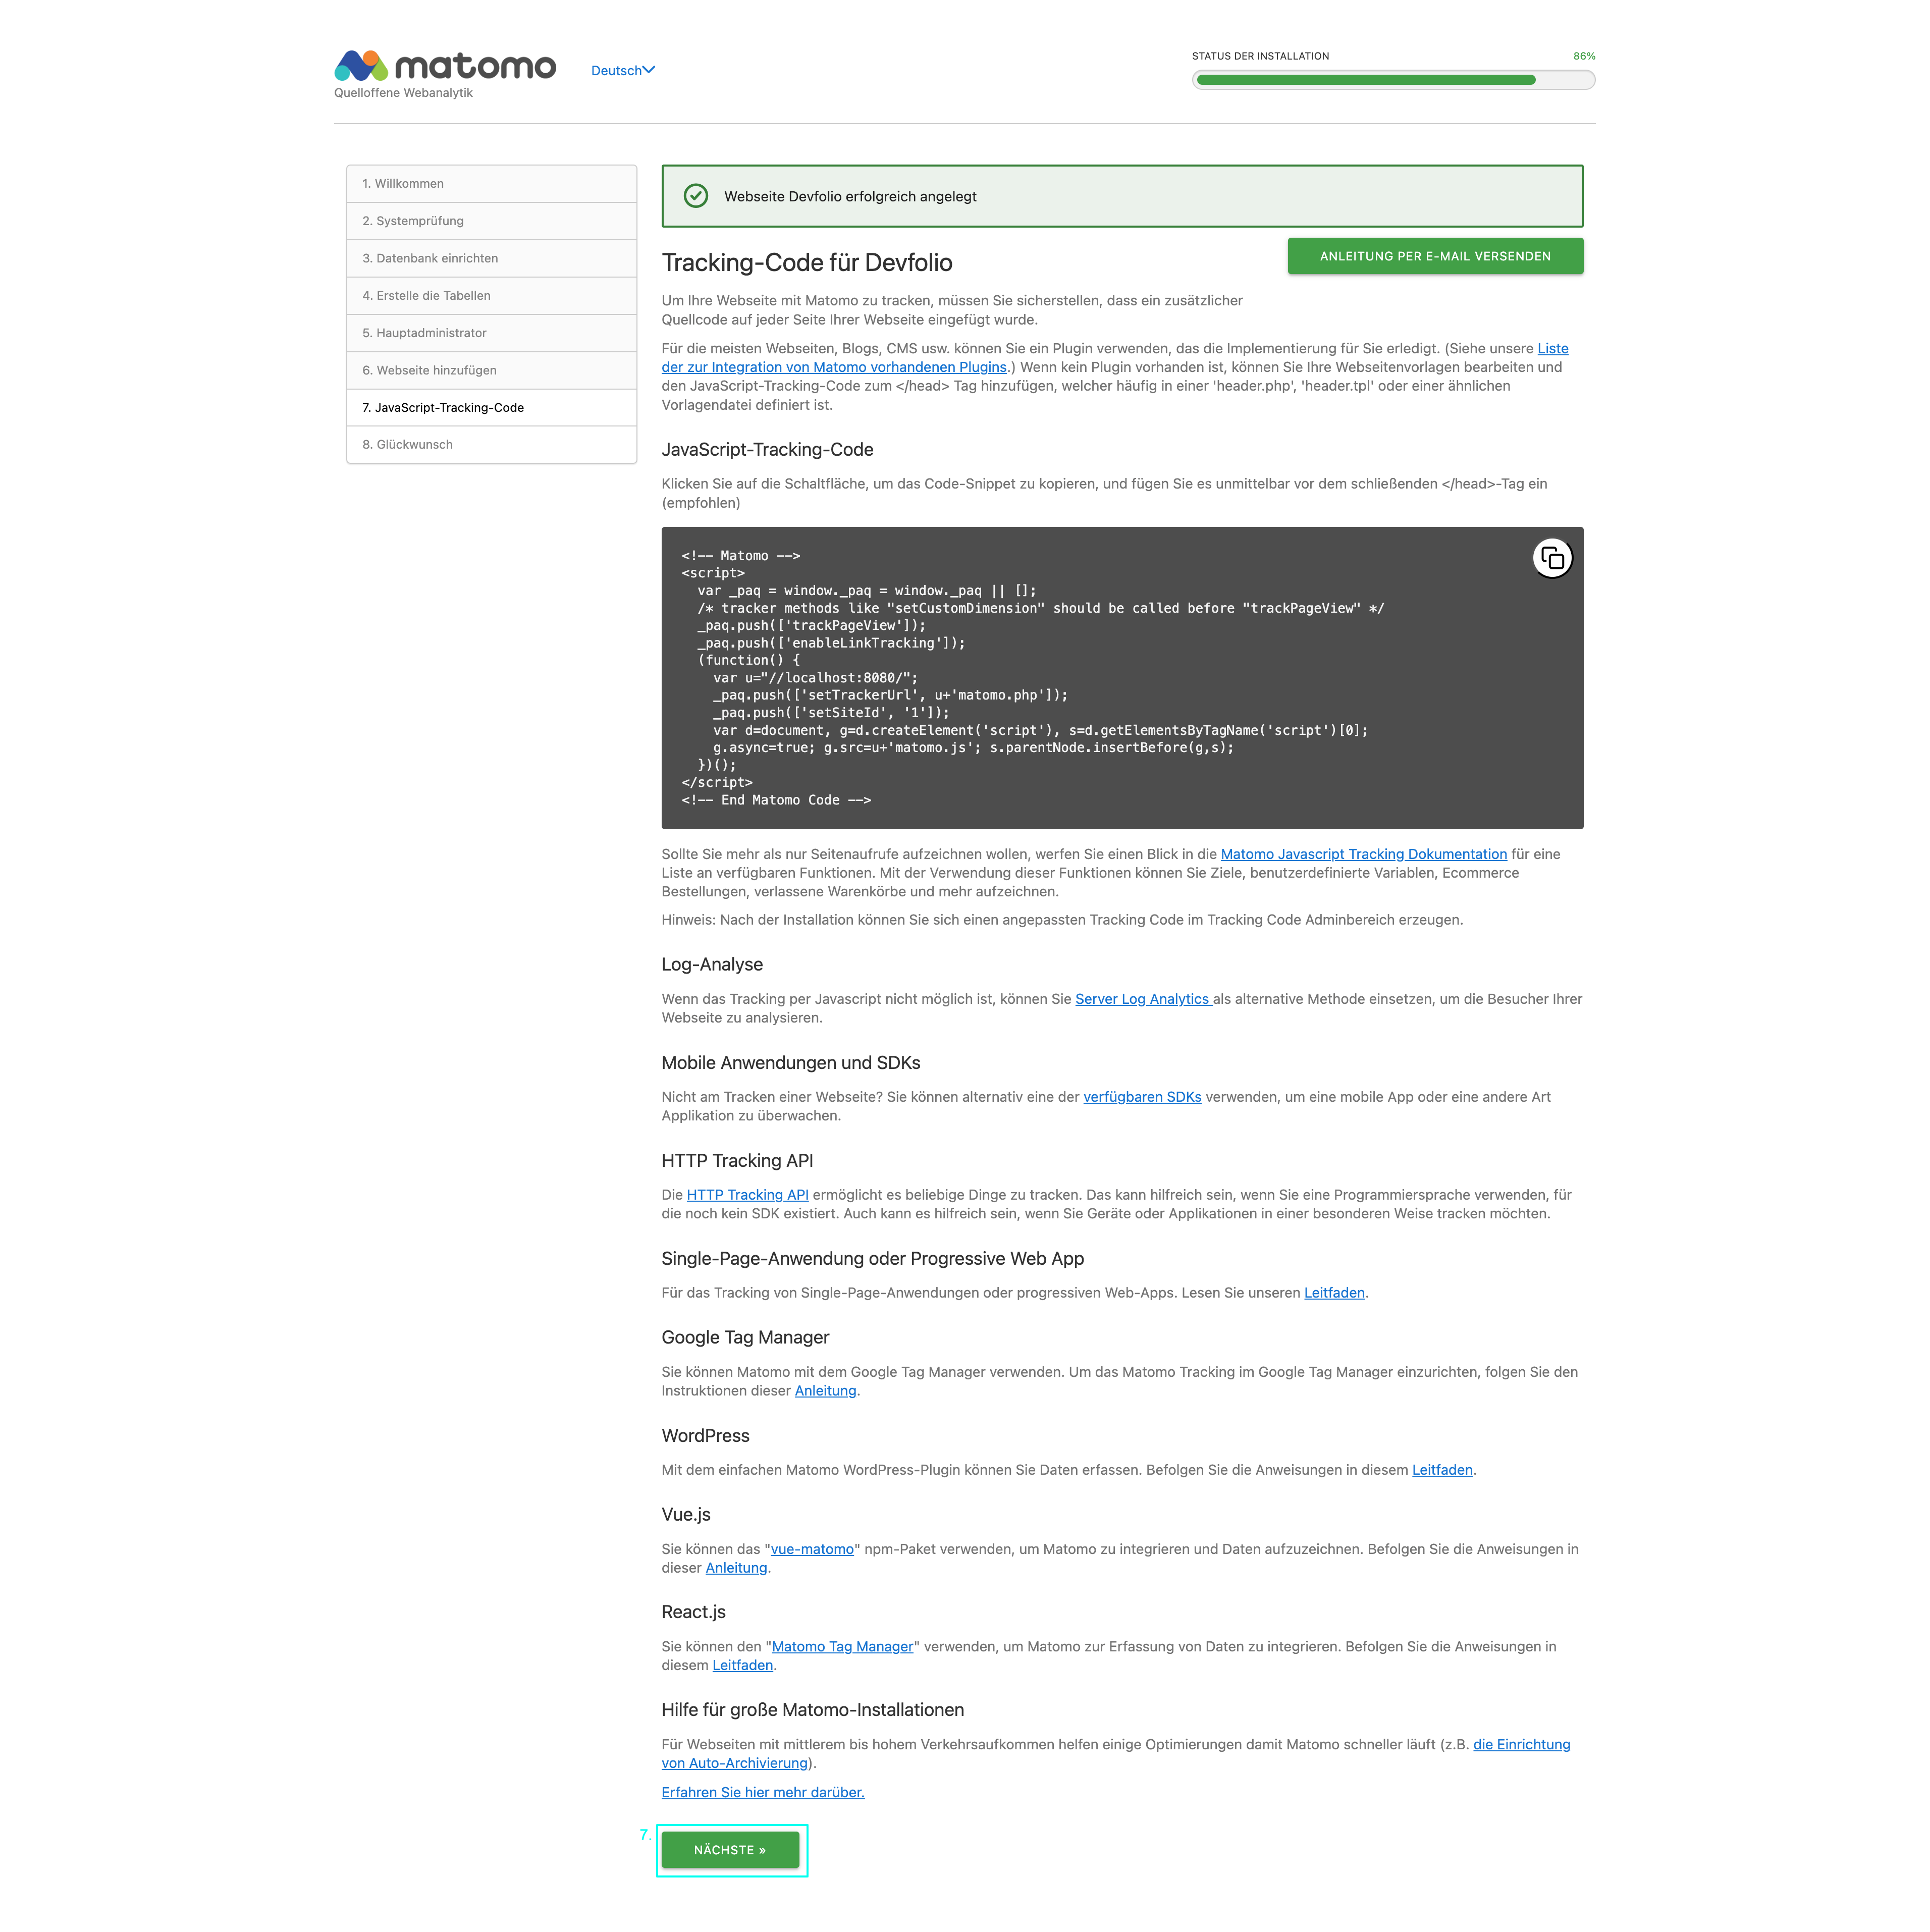 matomo
Quelloffene Webanalytik
Deutsch
STATUS DER INSTALLATION
86%
1. Willkommen
2. Systemprüfung
3. Datenbank einrichten
4. Erstelle die Tabellen
5. Hauptadministrator
6. Webseite hinzufügen
7. JavaScript-Tracking-Code
8. Glückwunsch
Webseite Devfolio erfolgreich angelegt
Tracking-Code für Devfolio
ANLEITUNG PER E-MAIL VERSENDEN
Um Ihre Webseite mit Matomo zu tracken, müssen Sie sicherstellen, dass ein zusätzlicher
Quellcode auf jeder Seite Ihrer Webseite eingefügt wurde.
Für die meisten Webseiten, Blogs, CMS usw. können Sie ein Plugin verwenden, das die Implementierung für Sie erledigt. (Siehe unsere Liste
der zur Integration von Matomo vorhandenen Plugins.) Wenn kein Plugin vorhanden ist, können Sie Ihre Webseitenvorlagen bearbeiten und
den JavaScript-Tracking-Code zum </head> Tag hinzufügen, welcher häufig in einer 'header.php', 'header.tpl' oder einer ähnlichen
Vorlagendatei definiert ist.
JavaScript-Tracking-Code
Klicken Sie auf die Schaltfläche, um das Code-Snippet zu kopieren, und fügen Sie es unmittelbar vor dem schließenden </head>-Tag ein
(empfohlen)
<!-- Matomo -->
<script>
  var _paq = window._paq = window._paq || [];
  /* tracker methods like "setCustomDimension" should be called before "trackPageView" */
  _paq.push(['trackPageView']);
  _paq.push(['enableLinkTracking']);
  (function() {
    var u="//localhost:8080/";
    _paq.push(['setTrackerUrl', u+'matomo.php']);
    _paq.push(['setSiteId', '1']);
    var d=document, g=d.createElement('script'), s=d.getElementsByTagName('script')[0];
    g.async=true; g.src=u+'matomo.js'; s.parentNode.insertBefore(g,s);
  })();
</script>
<!-- End Matomo Code -->
Sollte Sie mehr als nur Seitenaufrufe aufzeichnen wollen, werfen Sie einen Blick in die Matomo Javascript Tracking Dokumentation für eine
Liste an verfügbaren Funktionen. Mit der Verwendung dieser Funktionen können Sie Ziele, benutzerdefinierte Variablen, Ecommerce
Bestellungen, verlassene Warenkörbe und mehr aufzeichnen.
Hinweis: Nach der Installation können Sie sich einen angepassten Tracking Code im Tracking Code Adminbereich erzeugen.
Log-Analyse
Wenn das Tracking per Javascript nicht möglich ist, können Sie Server Log Analytics als alternative Methode einsetzen, um die Besucher Ihrer
Webseite zu analysieren.
Mobile Anwendungen und SDKs
Nicht am Tracken einer Webseite? Sie können alternativ eine der verfügbaren SDKs verwenden, um eine mobile App oder eine andere Art
Applikation zu überwachen.
HTTP Tracking API
Die HTTP Tracking API ermöglicht es beliebige Dinge zu tracken. Das kann hilfreich sein, wenn Sie eine Programmiersprache verwenden, für
die noch kein SDK existiert. Auch kann es hilfreich sein, wenn Sie Geräte oder Applikationen in einer besonderen Weise tracken möchten.
Single-Page-Anwendung oder Progressive Web App
Für das Tracking von Single-Page-Anwendungen oder progressiven Web-Apps. Lesen Sie unseren Leitfaden.
Google Tag Manager
Sie können Matomo mit dem Google Tag Manager verwenden. Um das Matomo Tracking im Google Tag Manager einzurichten, folgen Sie den
Instruktionen dieser Anleitung.
WordPress
Mit dem einfachen Matomo WordPress-Plugin können Sie Daten erfassen. Befolgen Sie die Anweisungen in diesem Leitfaden.
Vue.js
Sie können das "vue-matomo" npm-Paket verwenden, um Matomo zu integrieren und Daten aufzuzeichnen. Befolgen Sie die Anweisungen in
dieser Anleitung.
React.js
Sie können den "Matomo Tag Manager" verwenden, um Matomo zur Erfassung von Daten zu integrieren. Befolgen Sie die Anweisungen in
diesem Leitfaden.
Hilfe für große Matomo-Installationen
Für Webseiten mit mittlerem bis hohem Verkehrsaufkommen helfen einige Optimierungen damit Matomo schneller läuft (z.B. die Einrichtung
von Auto-Archivierung).
Erfahren Sie hier mehr darüber.
7.
NÄCHSTE »